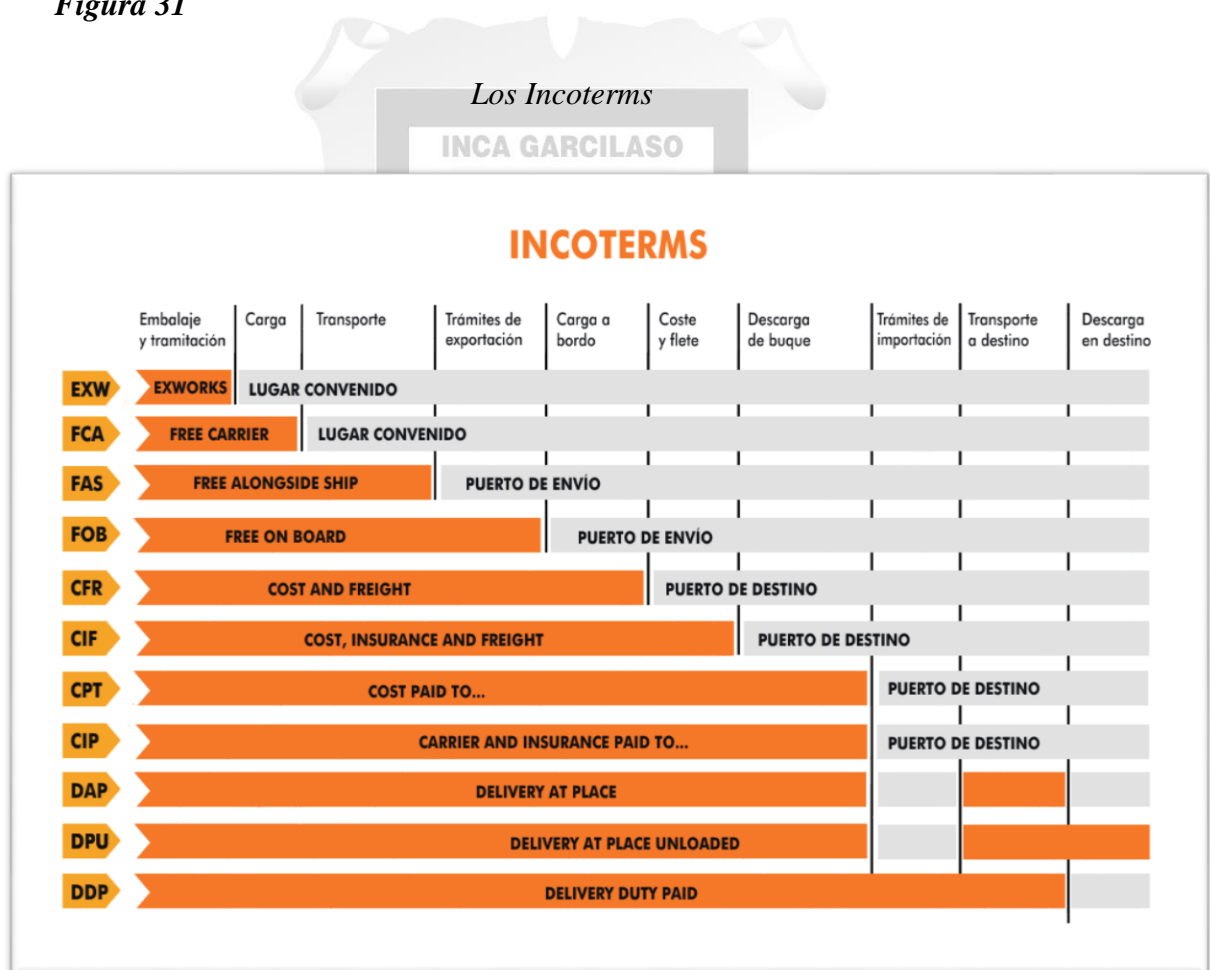 Figura 31
Los Incoterms
INCA GARCILASO
INCOTERMS
Embalaje
y tramitación
Carga
Transporte
Trámites de
exportación
Carga a
bordo
Coste
y flete
Descarga
de buque
Trámites de
importación
Transporte
a destino
Descarga
en destino
EXW EXWORKS LUGAR CONVENIDO
FCA FREE CARRIER LUGAR CONVENIDO
FAS FREE ALONGSIDE SHIP PUERTO DE ENVÍO
FOB FREE ON BOARD PUERTO DE ENVÍO
CFR COST AND FREIGHT PUERTO DE DESTINO
CIF COST, INSURANCE AND FREIGHT PUERTO DE DESTINO
CPT COST PAID TO... PUERTO DE DESTINO
CIP CARRIER AND INSURANCE PAID TO... PUERTO DE DESTINO
DAP DELIVERY AT PLACE
DPU DELIVERY AT PLACE UNLOADED
DDP DELIVERY DUTY PAID